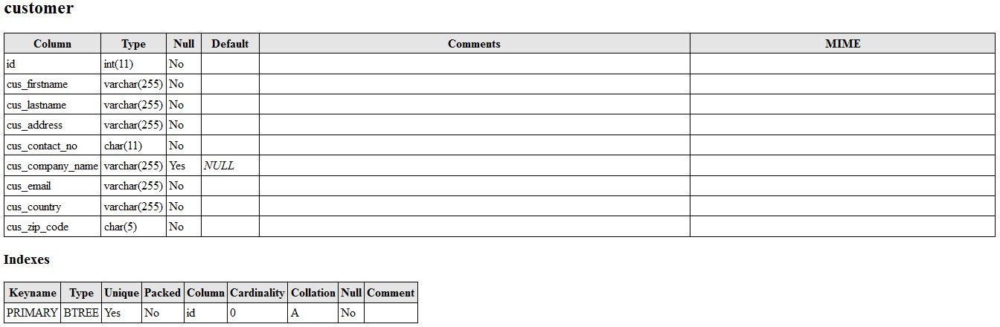 customer
Column Type Null Default Comments MIME
id int(11) No
cus_firstname varchar(255) No
cus_lastname varchar(255) No
cus_address varchar(255) No
cus_contact_no char(11) No
cus_company_name varchar(255) Yes NULL
cus_email varchar(255) No
cus_country varchar(255) No
cus_zip_code char(5) No
Indexes
Keyname Type Unique Packed Column Cardinality Collation Null Comment
PRIMARY BTREE Yes No id 0 A No